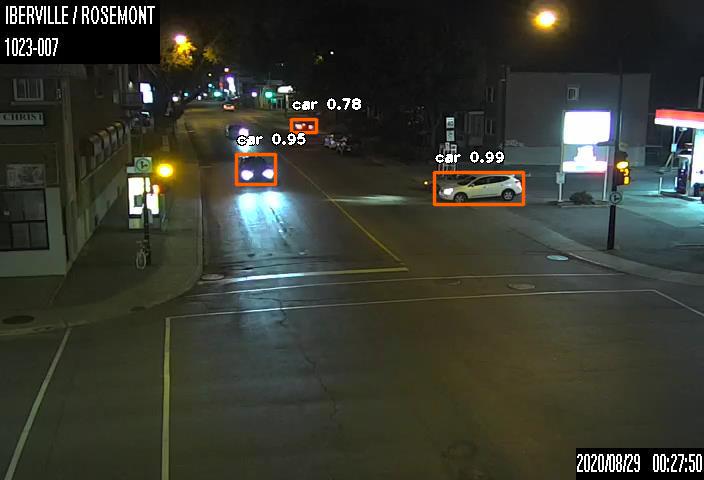 IBERVILLE / ROSEMONT
1023-007
car 0.78
car 0.95
car 0.99
CHRIST
2020/08/29 00:27:50